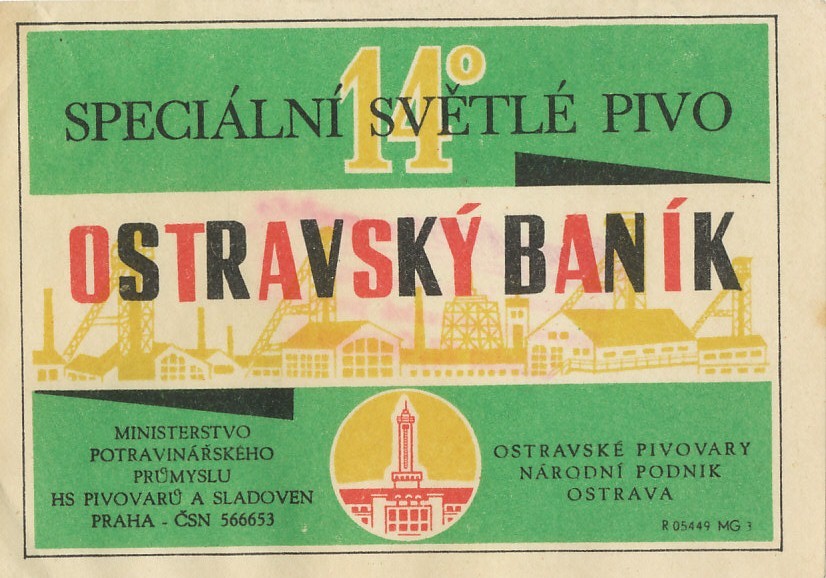 14°
SPECIÁLNÍ SVĚTLÉ PIVO
OSTRAVSKÝ BANÍK
MINISTERSTVO
POTRAVINÁŘSKÉHO
PRŮMYSLU
HS PIVOVARŮ A SLADOVEN
PRAHA - ČSN 566653
OSTRAVSKÉ PIVOVARY
NÁRODNÍ PODNIK
OSTRAVA
R 05449 MG 3